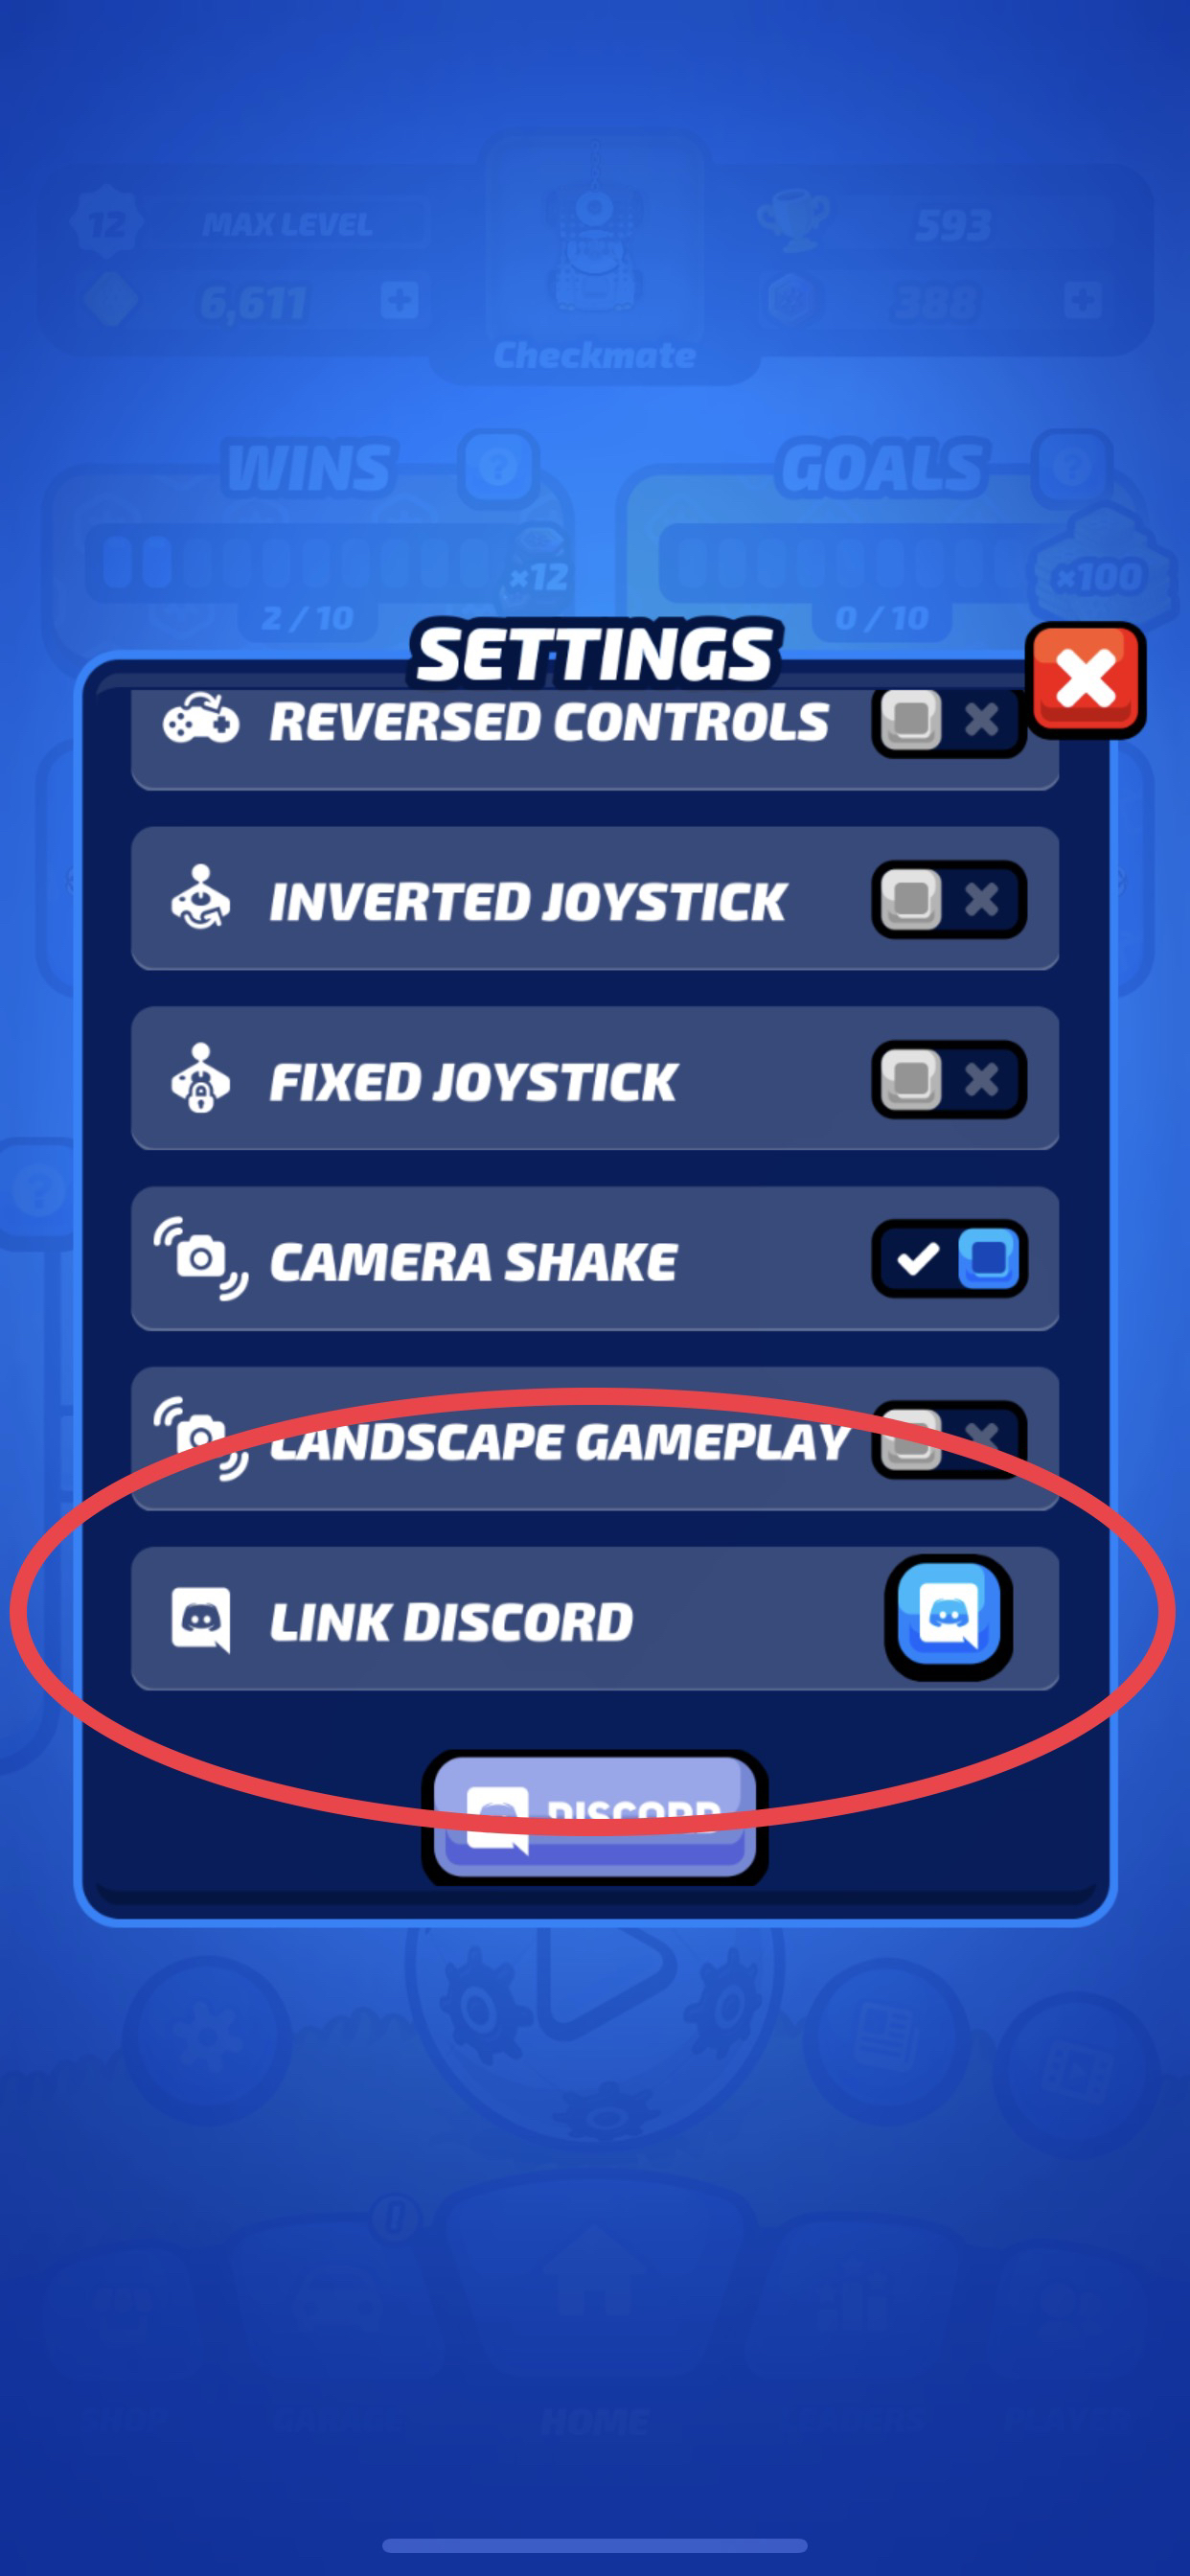 12
MAX LEVEL
593
6,611
388
Checkmate
WINS
?
GOALS
?
×12
×100
2 / 10
0 / 10
SETTINGS
REVERSED CONTROLS
INVERTED JOYSTICK
FIXED JOYSTICK
?
CAMERA SHAKE
LANDSCAPE GAMEPLAY
LINK DISCORD
DISCORD
HOME